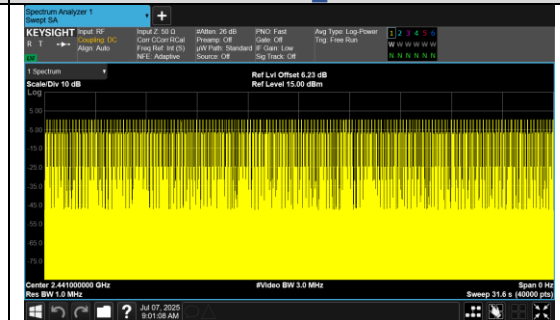 Spectrum Analyzer 1
Swept SA
KEYSIGHT Input: RF Input Z: 50 Ω #Atten: 26 dB PNO: Fast Avg Type: Log-Power 1 2 3 4 5 6
R T Coupling: DC Corr CCorr RCal Preamp: Off Gate: Off Trig: Free Run W W W W W W
Align: Auto Freq Ref: Int (S) µW Path: Standard IF Gain: Low
NFE: Adaptive Source: Off Sig Track: Off N N N N N N
1 Spectrum
Ref Lvl Offset 6.23 dB
Scale/Div 10 dB Ref Level 15.00 dBm
Log
5.00
-5.00
-15.0
-25.0
-35.0
-45.0
-55.0
-65.0
-75.0
Center 2.441000000 GHz #Video BW 3.0 MHz Span 0 Hz
Res BW 1.0 MHz Sweep 31.6 s (40000 pts)
? Jul 07, 2025
9:01:08 AM